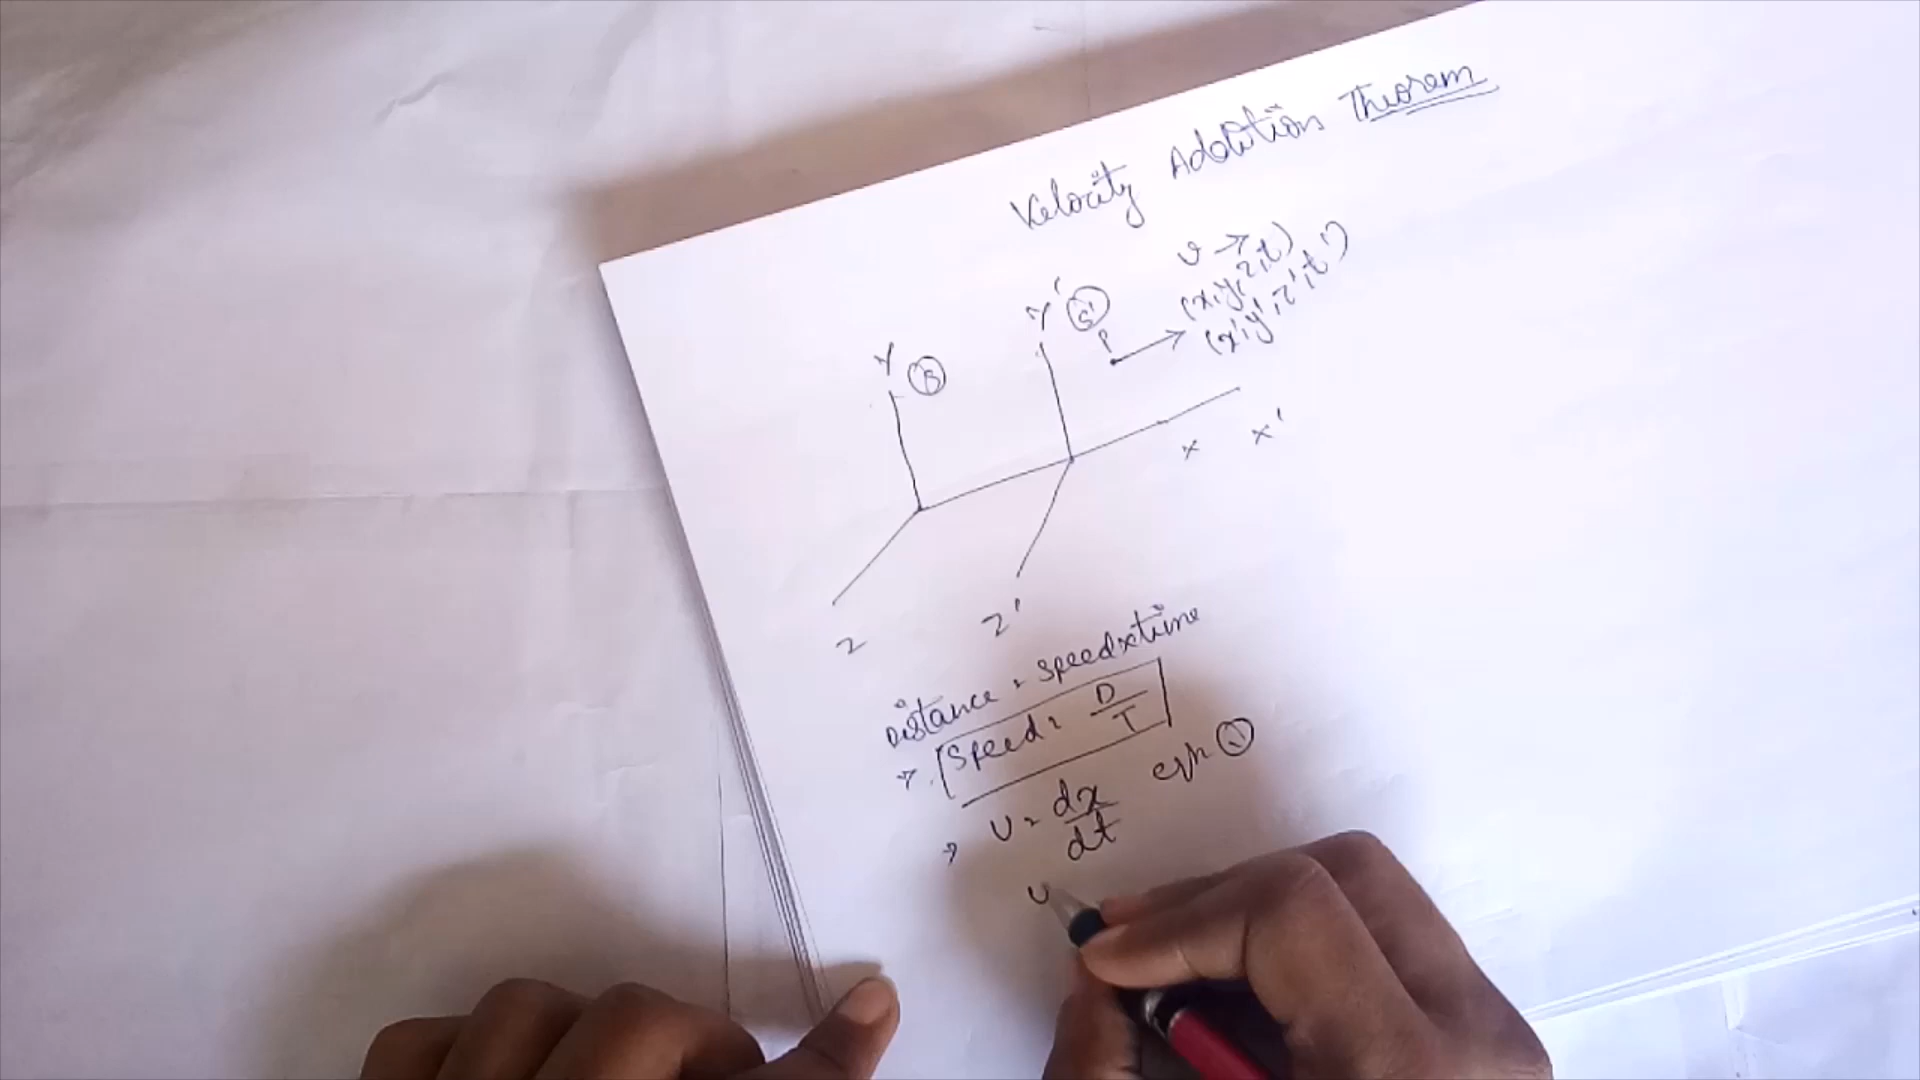 Velocity Addition Theorem
v →
(x, y, z, t)
(x', y', z', t')
Y'
S'
P
Y
S
x x'
z'
z
Distance = Speed x time
⇒ Speed = D/T
⇒ U = dx/dt eqn ①
U